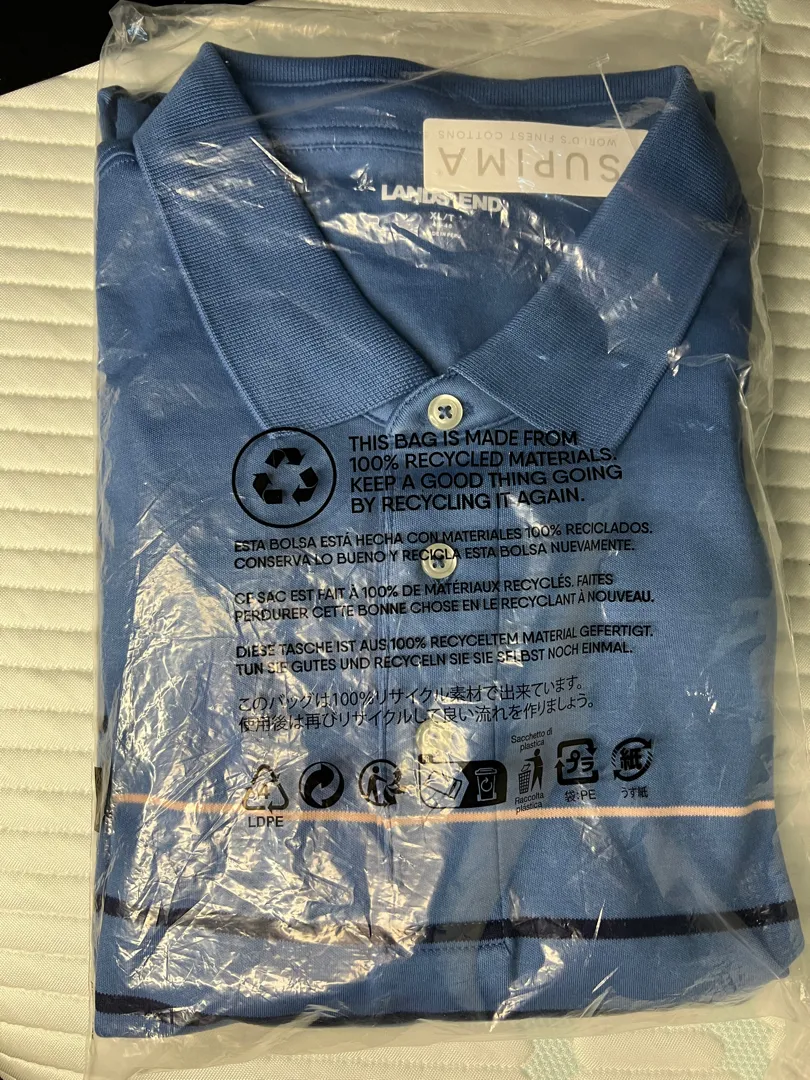 SUPIMA
WORLD'S FINEST COTTONS
LANDS' END
XL/T
THIS BAG IS MADE FROM
100% RECYCLED MATERIALS.
KEEP A GOOD THING GOING
BY RECYCLING IT AGAIN.
ESTA BOLSA ESTÁ HECHA CON MATERIALES 100% RECICLADOS.
CONSERVA LO BUENO Y RECICLA ESTA BOLSA NUEVAMENTE.
CE SAC EST FAIT À 100% DE MATÉRIAUX RECYCLÉS. FAITES
PERDURER CETTE BONNE CHOSE EN LE RECYCLANT À NOUVEAU.
DIESE TASCHE IST AUS 100% RECYCELTEM MATERIAL GEFERTIGT.
TUN SIE GUTES UND RECYCELN SIE SIE SELBST NOCH EINMAL.
このバッグは100%リサイクル素材で出来ています。
使用後は再びリサイクルして良い流れを作りましょう。
4
LDPE
Sacchetto di
plastica
Raccolta
plastica
プラ
袋:PE
紙
うす紙